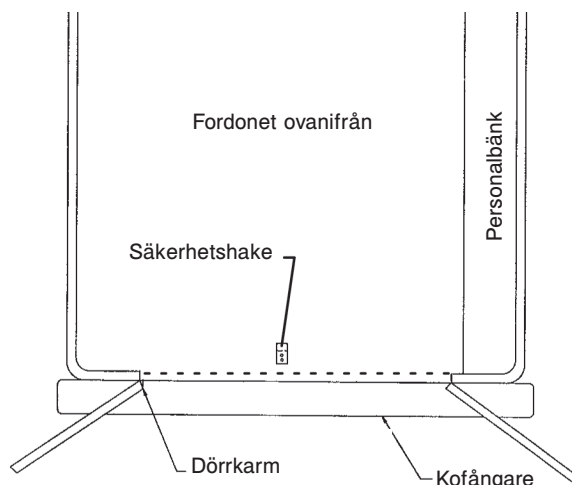 Fordonet ovanifrån
Personalbänk
Säkerhetshake
Dörrkarm
Kofångare